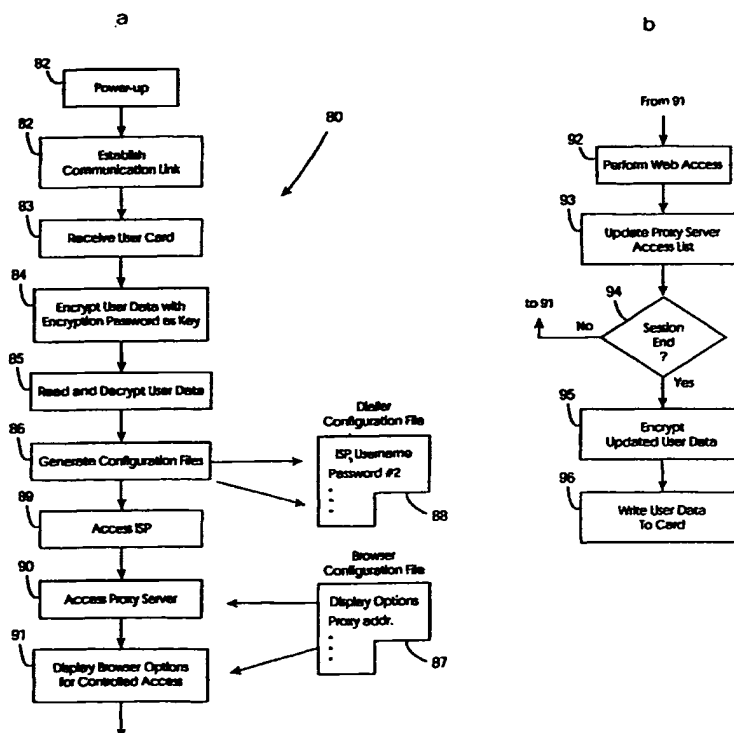 a
82
Power-up
82
Establish
Communication Link
80
83
Receive User Card
84
Encrypt User Data with
Encryption Password as Key
85
Read and Decrypt User Data
86
Generate Configuration Files
Dialler
Configuration File
ISP, Username
Password #2
88
89
Access ISP
90
Access Proxy Server
Browser
Configuration File
Display Options
Proxy addr.
87
91
Display Browser Options
for Controlled Access
b
From 91
92
Perform Web Access
93
Update Proxy Server
Access List
94
to 91
No
Session
End
?
Yes
95
Encrypt
Updated User Data
96
Write User Data
To Card